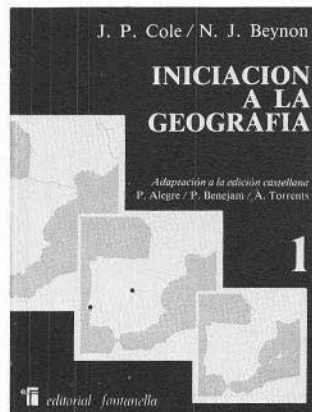 J. P. Cole / N. J. Beynon
INICIACION
A LA
GEOGRAFIA
Adaptación a la edición castellana
P. Alegre / P. Benejam / A. Torrents
1
editorial fontanella